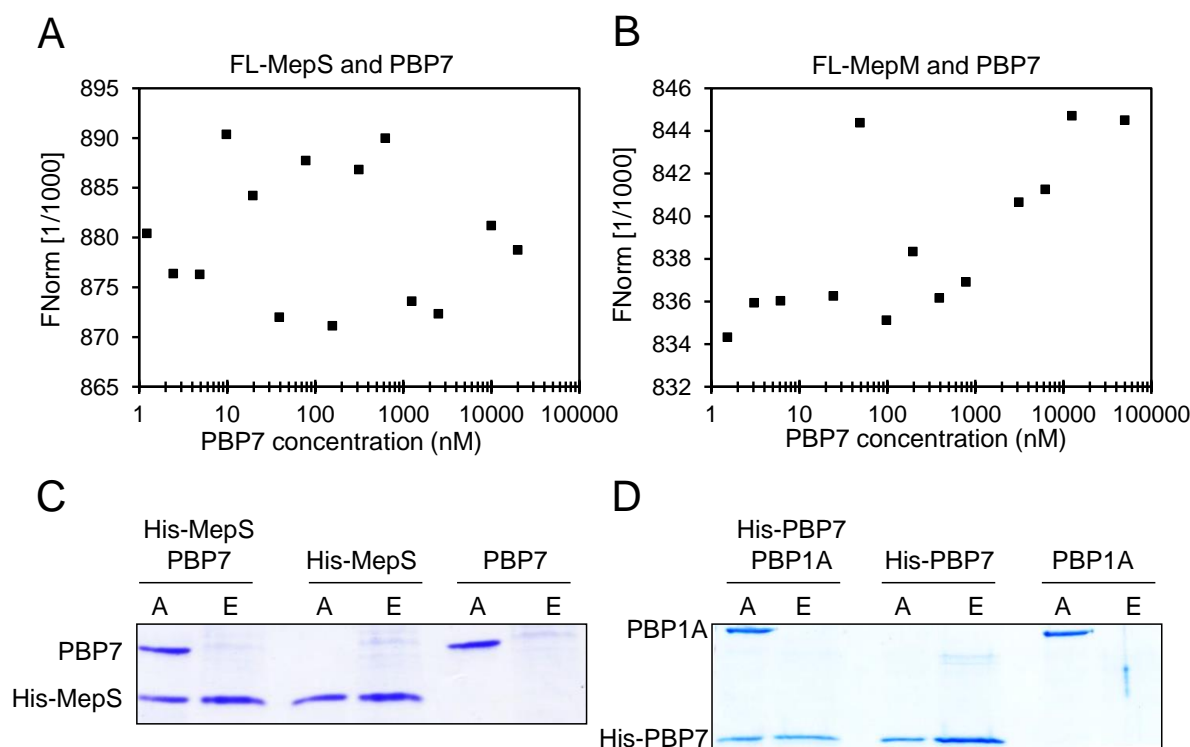 A
FL-MepS and PBP7
895
890
885
880
875
870
865
FNorm [1/1000]
1 10 100 1000 10000 100000
PBP7 concentration (nM)
B
FL-MepM and PBP7
846
844
842
840
838
836
834
832
FNorm [1/1000]
1 10 100 1000 10000 100000
PBP7 concentration (nM)
C
His-MepS
PBP7 His-MepS PBP7
A E A E A E
PBP7
His-MepS
D
His-PBP7
PBP1A His-PBP7 PBP1A
A E A E A E
PBP1A
His-PBP7